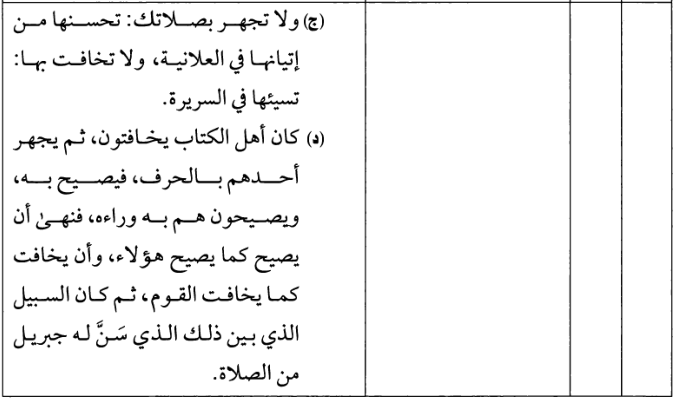 (ج) ولا تجهر بصلاتك: تحسنها من
إتيانها في العلانية، ولا تخافت بها:
تسيئها في السريرة.
(د) كان أهل الكتاب يخافتون، ثم يجهر
أحدهم بالحرف، فيصيح به،
ويصيحون هم به وراءه، فنهىٰ أن
يصيح كما يصيح هؤلاء، وأن يخافت
كما يخافت القوم، ثم كان السبيل
الذي بين ذلك الذي سَنَّ له جبريل
من الصلاة.